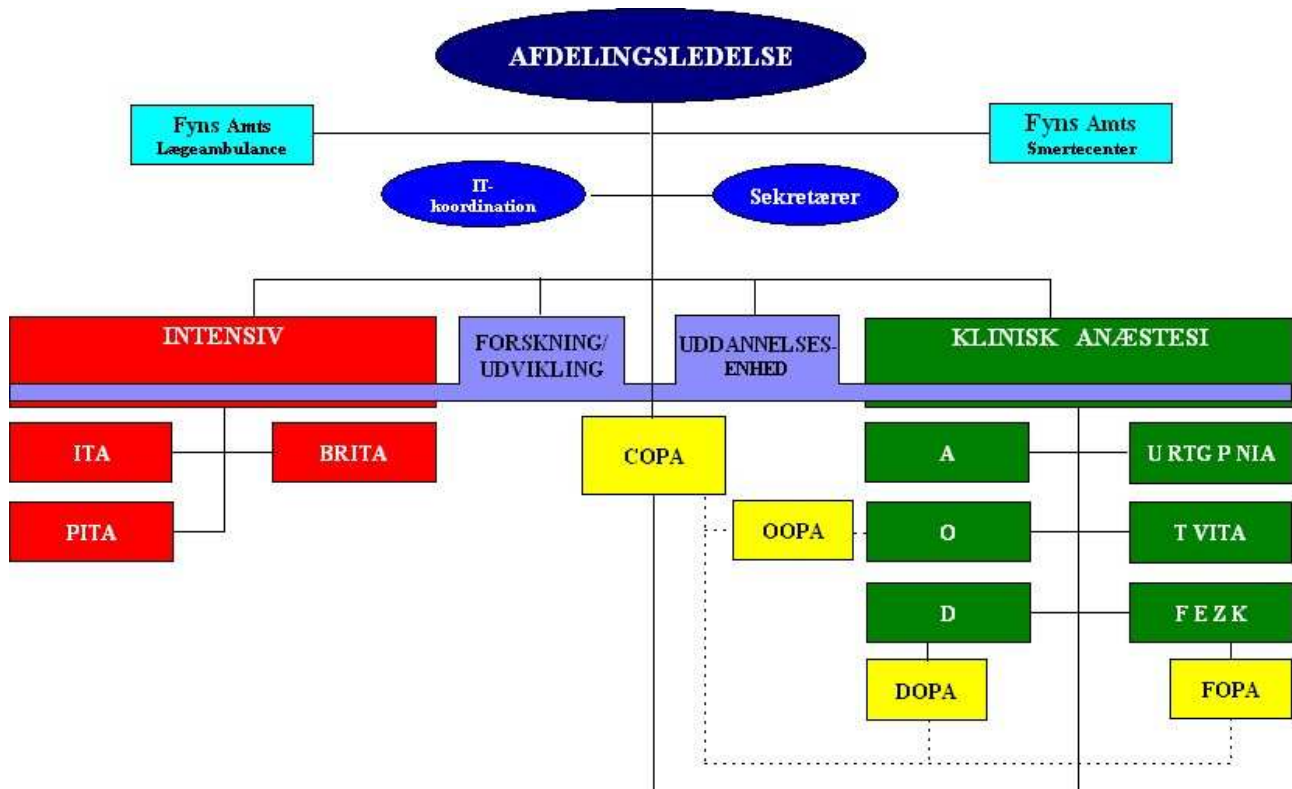 AFDELINGSLEDELSE
Fyns Amts
Lægeambulance
Fyns Amts
Smertecenter
IT-
koordination
Sekretærer
INTENSIV
FORSKNING/
UDVIKLING
UDDANNELSES-
ENHED
KLINISK ANÆSTESI
ITA
BRITA
COPA
A
U RTG P NIA
PITA
OOPA
O
T VITA
D
F E Z K
DOPA
FOPA